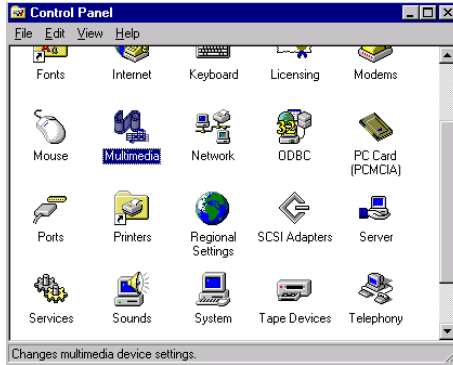 Control Panel
File Edit View Help
Fonts Internet Keyboard Licensing Modems
Mouse Multimedia Network ODBC PC Card
(PCMCIA)
32
Ports Printers Regional SCSI Adapters Server
Settings
Services Sounds System Tape Devices Telephony
Changes multimedia device settings.